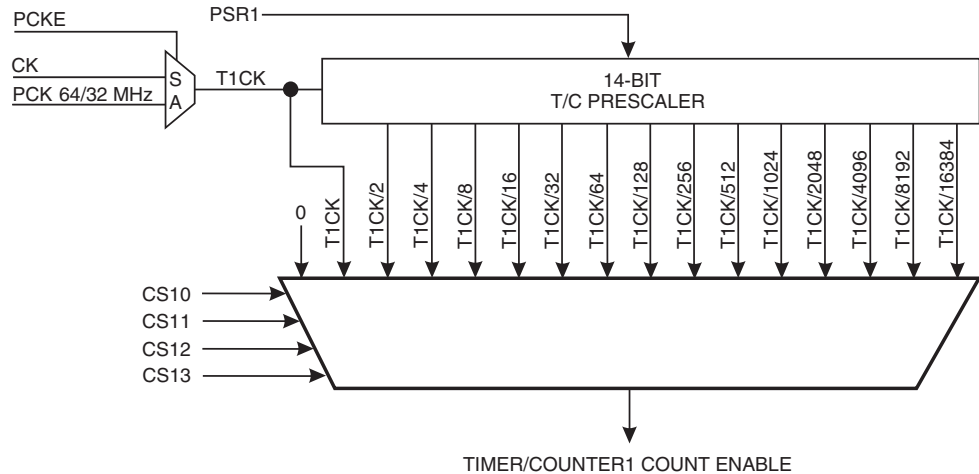 PSR1
PCKE
CK
PCK 64/32 MHz
S
A
T1CK
14-BIT
T/C PRESCALER
0
T1CK
T1CK/2
T1CK/4
T1CK/8
T1CK/16
T1CK/32
T1CK/64
T1CK/128
T1CK/256
T1CK/512
T1CK/1024
T1CK/2048
T1CK/4096
T1CK/8192
T1CK/16384
CS10
CS11
CS12
CS13
TIMER/COUNTER1 COUNT ENABLE